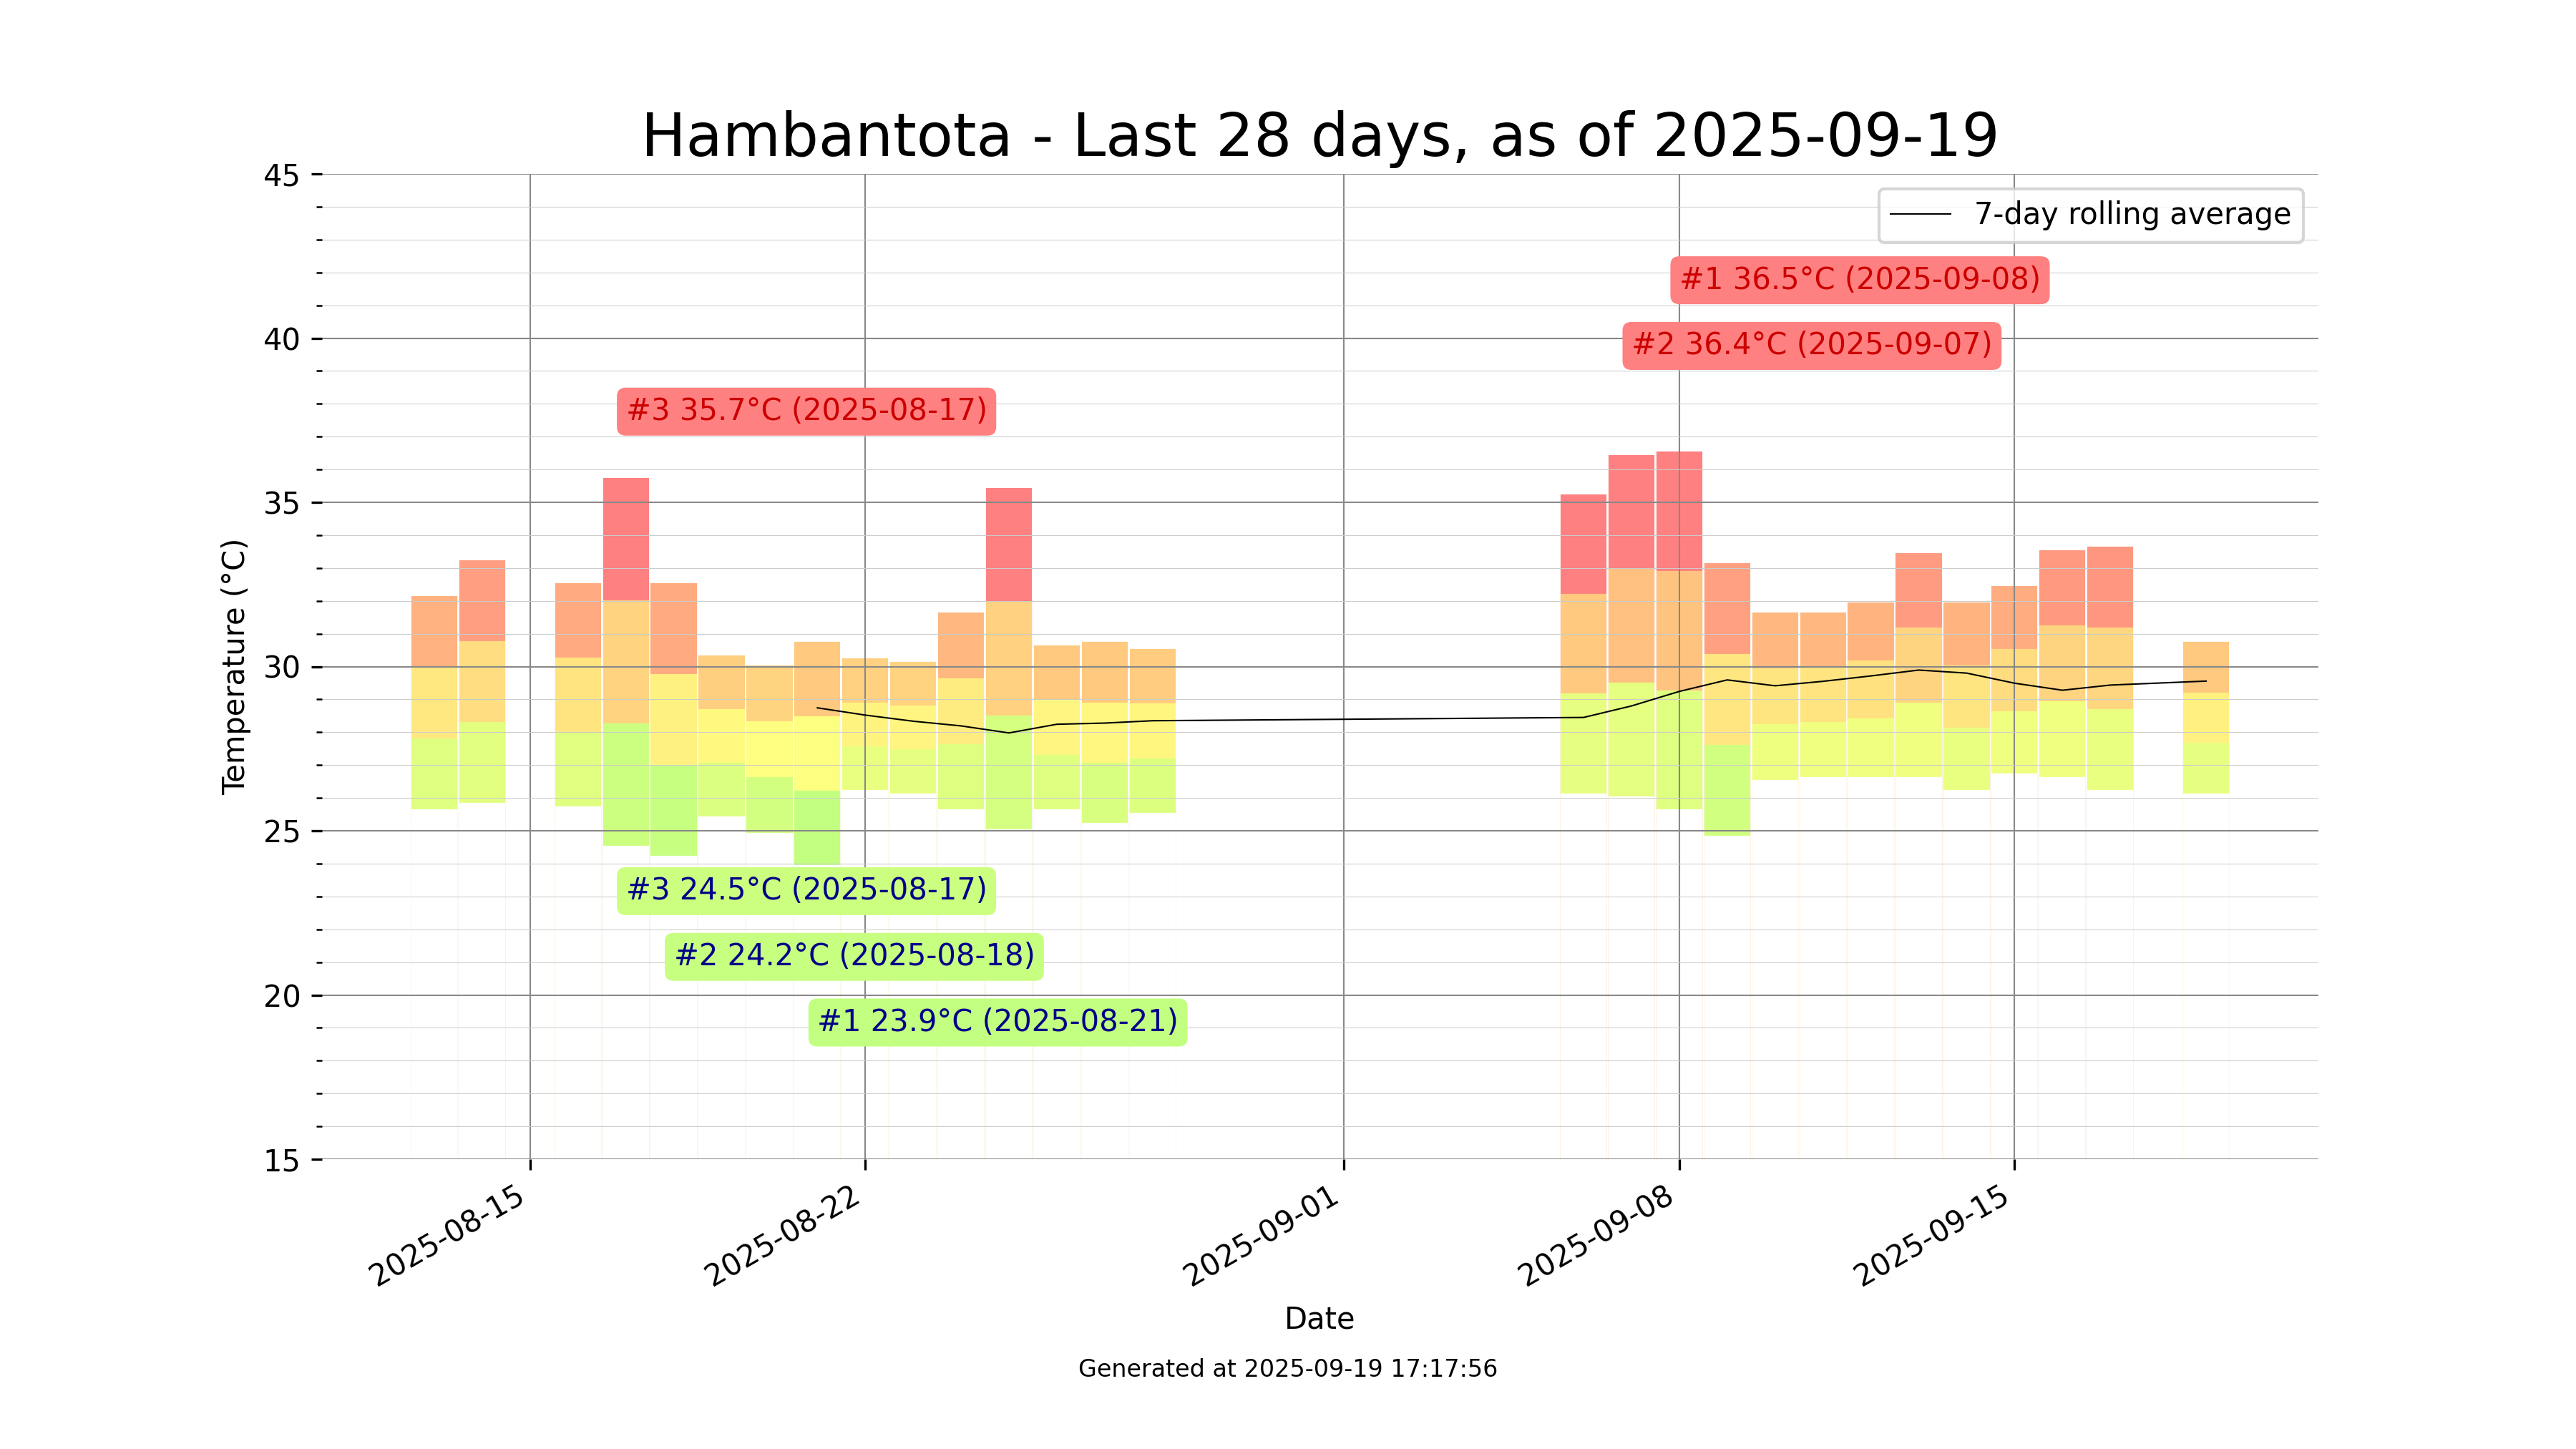 Hambantota - Last 28 days, as of 2025-09-19
45
40
35
30
25
20
15
Temperature (°C)
7-day rolling average
#1 36.5°C (2025-09-08)
#2 36.4°C (2025-09-07)
#3 35.7°C (2025-08-17)
#3 24.5°C (2025-08-17)
#2 24.2°C (2025-08-18)
#1 23.9°C (2025-08-21)
2025-08-15
2025-08-22
2025-09-01
2025-09-08
2025-09-15
Date
Generated at 2025-09-19 17:17:56